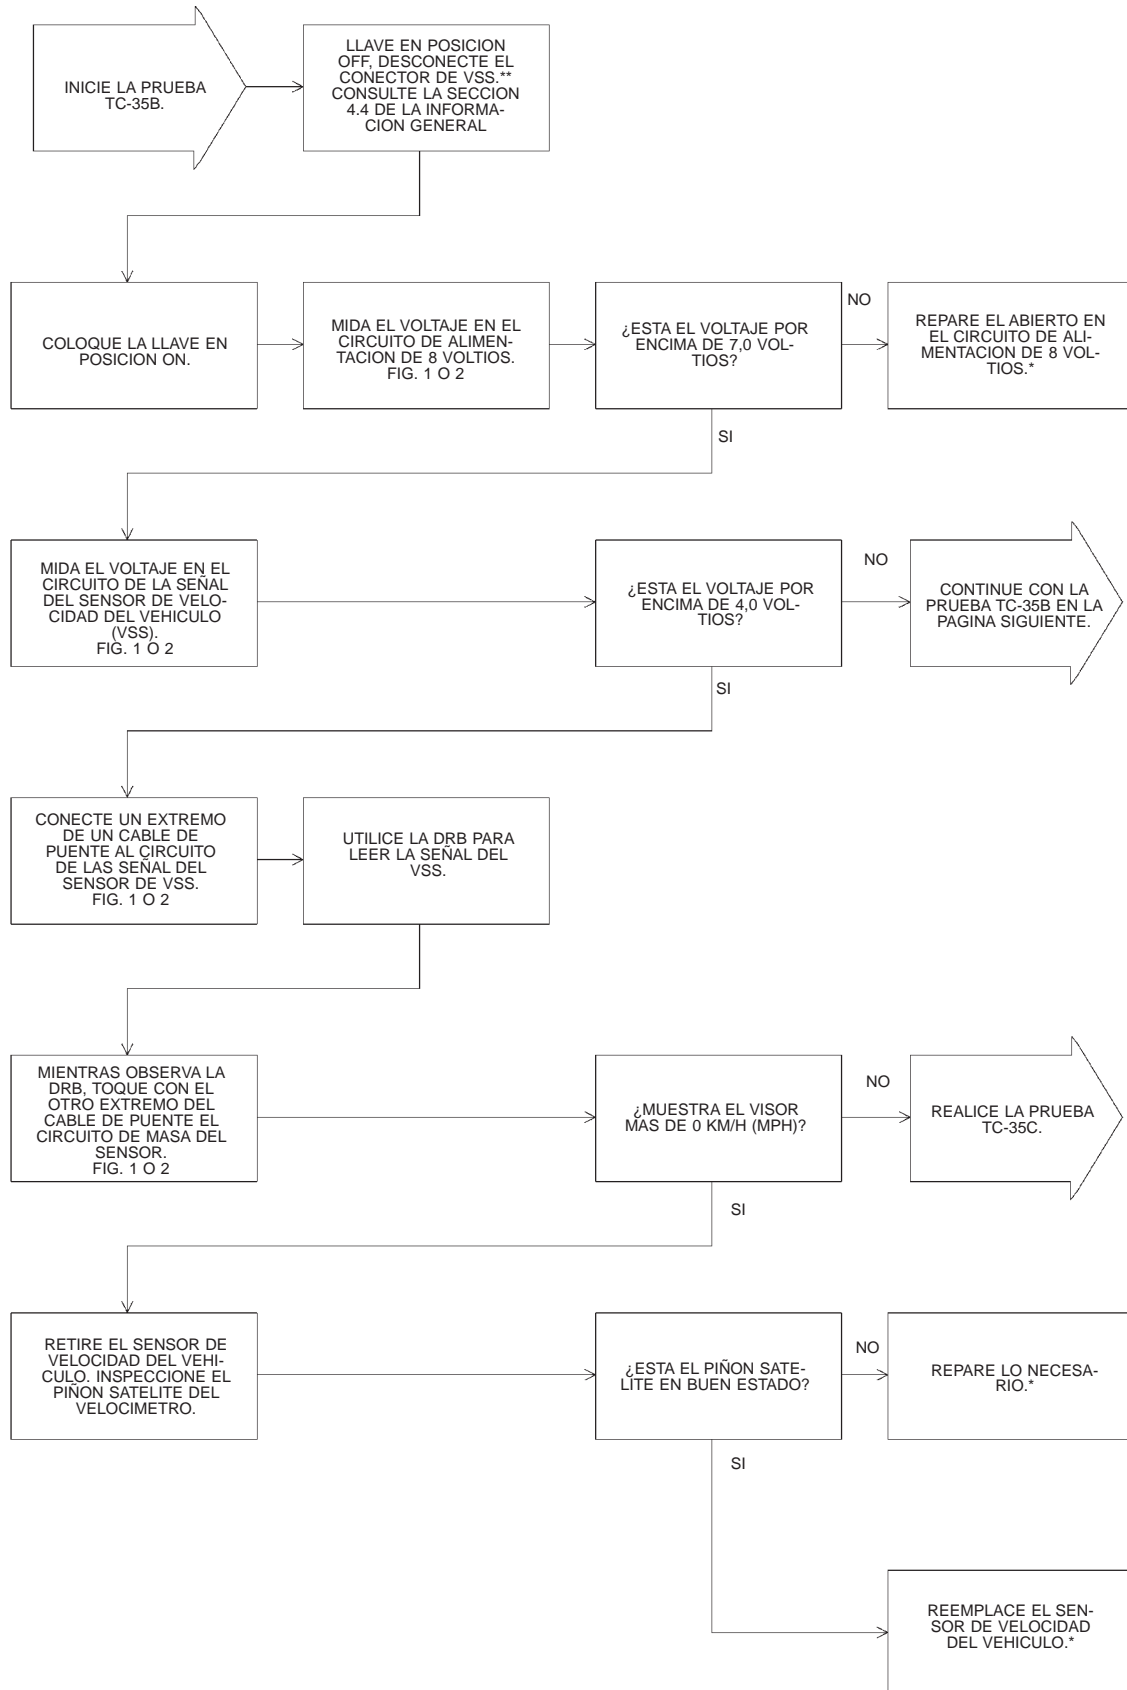 INICIE LA PRUEBA
TC-35B.
LLAVE EN POSICION
OFF, DESCONECTE EL
CONECTOR DE VSS.**
CONSULTE LA SECCION
4.4 DE LA INFORMA-
CION GENERAL
COLOQUE LA LLAVE EN
POSICION ON.
MIDA EL VOLTAJE EN EL
CIRCUITO DE ALIMEN-
TACION DE 8 VOLTIOS.
FIG. 1 O 2
¿ESTA EL VOLTAJE POR
ENCIMA DE 7,0 VOL-
TIOS?
NO
REPARE EL ABIERTO EN
EL CIRCUITO DE ALI-
MENTACION DE 8 VOL-
TIOS.*
SI
MIDA EL VOLTAJE EN EL
CIRCUITO DE LA SEÑAL
DEL SENSOR DE VELO-
CIDAD DEL VEHICULO
(VSS).
FIG. 1 O 2
¿ESTA EL VOLTAJE POR
ENCIMA DE 4,0 VOL-
TIOS?
NO
CONTINUE CON LA
PRUEBA TC-35B EN LA
PAGINA SIGUIENTE.
SI
CONECTE UN EXTREMO
DE UN CABLE DE
PUENTE AL CIRCUITO
DE LAS SEÑAL DEL
SENSOR DE VSS.
FIG. 1 O 2
UTILICE LA DRB PARA
LEER LA SEÑAL DEL
VSS.
MIENTRAS OBSERVA LA
DRB, TOQUE CON EL
OTRO EXTREMO DEL
CABLE DE PUENTE EL
CIRCUITO DE MASA DEL
SENSOR.
FIG. 1 O 2
¿MUESTRA EL VISOR
MAS DE 0 KM/H (MPH)?
NO
REALICE LA PRUEBA
TC-35C.
SI
RETIRE EL SENSOR DE
VELOCIDAD DEL VEHI-
CULO. INSPECCIONE EL
PIÑON SATELITE DEL
VELOCIMETRO.
¿ESTA EL PIÑON SATE-
LITE EN BUEN ESTADO?
NO
REPARE LO NECESA-
RIO.*
SI
REEMPLACE EL SEN-
SOR DE VELOCIDAD
DEL VEHICULO.*